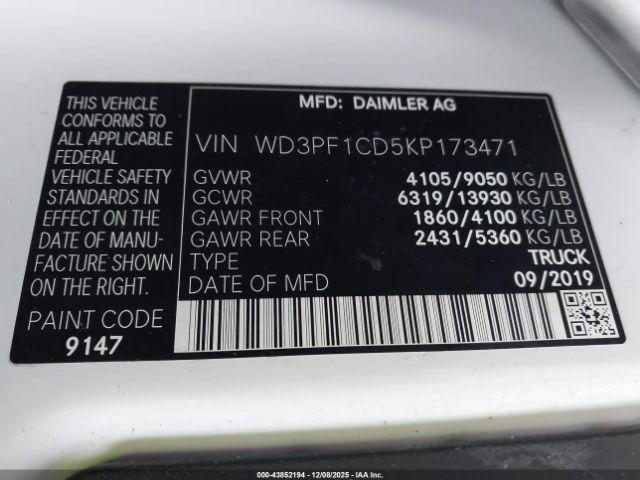 THIS VEHICLE
CONFORMS TO
ALL APPLICABLE
FEDERAL
VEHICLE SAFETY
STANDARDS IN
EFFECT ON THE
DATE OF MANU-
FACTURE SHOWN
ON THE RIGHT.
PAINT CODE
9147
MFD: DAIMLER AG
VIN WD3PF1CD5KP173471
GVWR 4105/9050 KG/LB
GCWR 6319/13930 KG/LB
GAWR FRONT 1860/4100 KG/LB
GAWR REAR 2431/5360 KG/LB
TYPE TRUCK
DATE OF MFD 09/2019
000-43852194 - 12/08/2025 - IAA Inc.